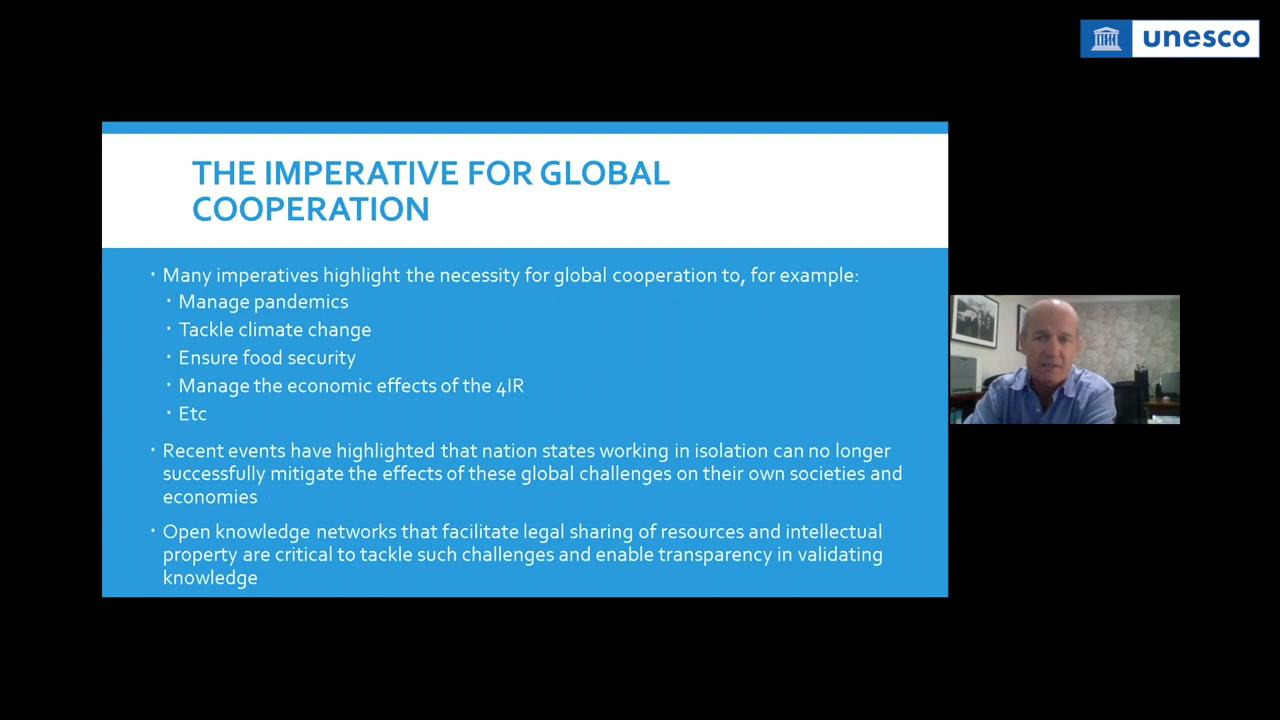 unesco
THE IMPERATIVE FOR GLOBAL
COOPERATION
· Many imperatives highlight the necessity for global cooperation to, for example:
· Manage pandemics
· Tackle climate change
· Ensure food security
· Manage the economic effects of the 4IR
· Etc
· Recent events have highlighted that nation states working in isolation can no longer
successfully mitigate the effects of these global challenges on their own societies and
economies
· Open knowledge networks that facilitate legal sharing of resources and intellectual
property are critical to tackle such challenges and enable transparency in validating
knowledge